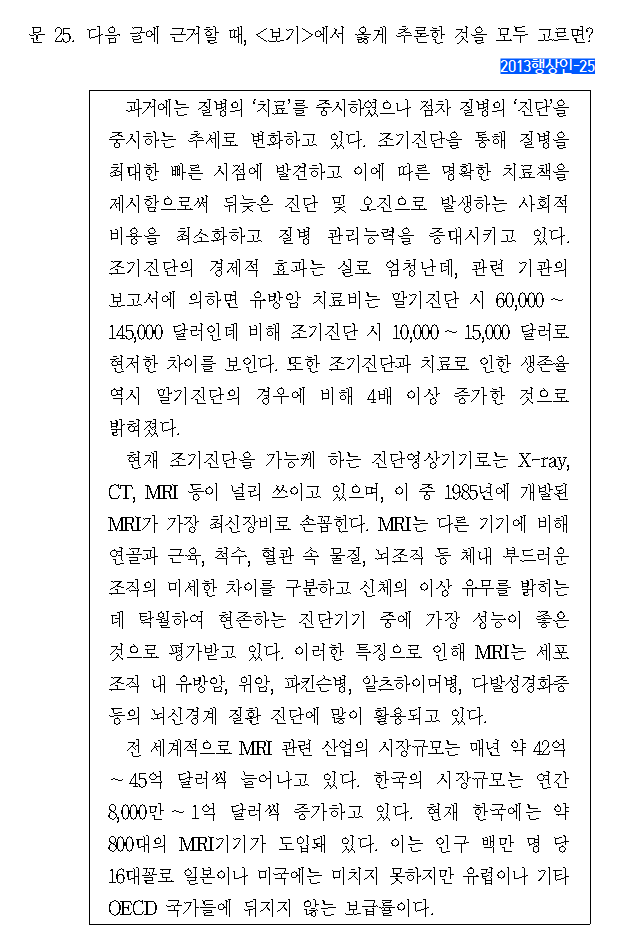 문 25. 다음 글에 근거할 때, <보기>에서 옳게 추론한 것을 모두 고르면?
2013행상인-25
과거에는 질병의 ‘치료’를 중시하였으나 점차 질병의 ‘진단’을
중시하는 추세로 변화하고 있다. 조기진단을 통해 질병을
최대한 빠른 시점에 발견하고 이에 따른 명확한 치료책을
제시함으로써 뒤늦은 진단 및 오진으로 발생하는 사회적
비용을 최소화하고 질병 관리능력을 증대시키고 있다.
조기진단의 경제적 효과는 실로 엄청난데, 관련 기관의
보고서에 의하면 유방암 치료비는 말기진단 시 60,000 ~
145,000 달러인데 비해 조기진단 시 10,000 ~ 15,000 달러로
현저한 차이를 보인다. 또한 조기진단과 치료로 인한 생존율
역시 말기진단의 경우에 비해 4배 이상 증가한 것으로
밝혀졌다.
현재 조기진단을 가능케 하는 진단영상기기로는 X-ray,
CT, MRI 등이 널리 쓰이고 있으며, 이 중 1985년에 개발된
MRI가 가장 최신장비로 손꼽힌다. MRI는 다른 기기에 비해
연골과 근육, 척수, 혈관 속 물질, 뇌조직 등 체내 부드러운
조직의 미세한 차이를 구분하고 신체의 이상 유무를 밝히는
데 탁월하여 현존하는 진단기기 중에 가장 성능이 좋은
것으로 평가받고 있다. 이러한 특징으로 인해 MRI는 세포
조직 내 유방암, 위암, 파킨슨병, 알츠하이머병, 다발성경화증
등의 뇌신경계 질환 진단에 많이 활용되고 있다.
전 세계적으로 MRI 관련 산업의 시장규모는 매년 약 42억
~ 45억 달러씩 늘어나고 있다. 한국의 시장규모는 연간
8,000만 ~ 1억 달러씩 증가하고 있다. 현재 한국에는 약
800대의 MRI기기가 도입돼 있다. 이는 인구 백만 명 당
16대꼴로 일본이나 미국에는 미치지 못하지만 유럽이나 기타
OECD 국가들에 뒤지지 않는 보급률이다.